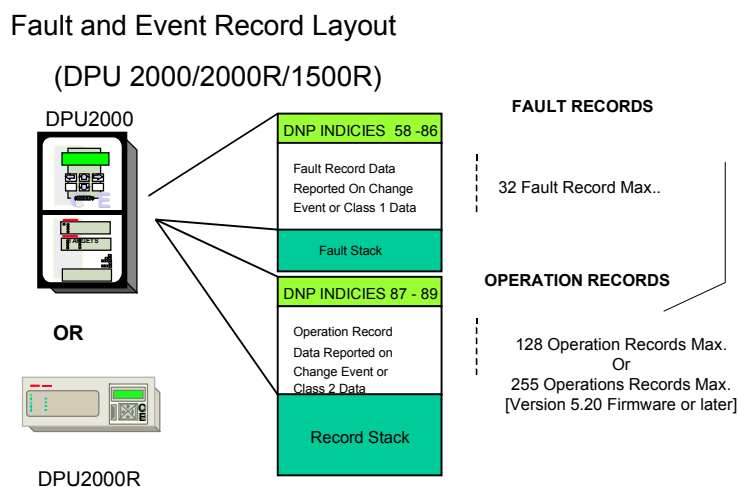 Fault and Event Record Layout
(DPU 2000/2000R/1500R)
DPU2000
C E
TARGETS
OR
CE
DPU2000R
DNP INDICIES 58 -86
Fault Record Data
Reported On Change
Event or Class 1 Data
Fault Stack
DNP INDICIES 87 - 89
Operation Record
Data Reported on
Change Event or
Class 2 Data
Record Stack
FAULT RECORDS
32 Fault Record Max..
OPERATION RECORDS
128 Operation Records Max.
Or
255 Operations Records Max.
[Version 5.20 Firmware or later]